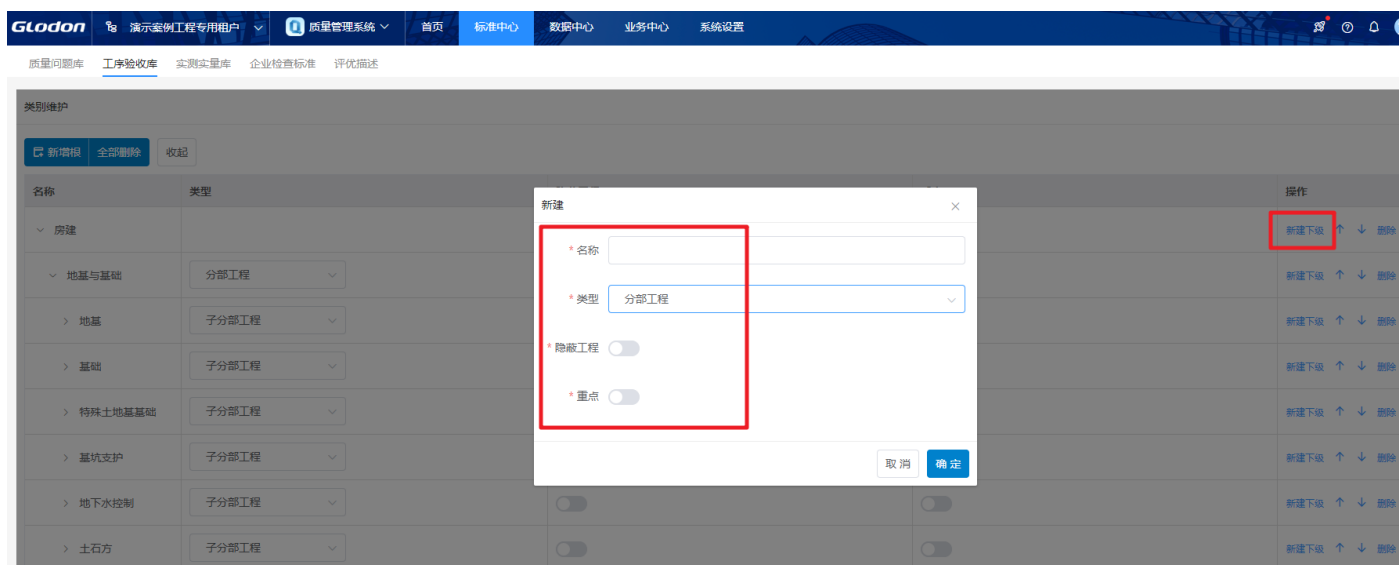 GLodon 演示案例工程专用租户 质量管理系统 首页 标准中心 数据中心 业务中心 系统设置
质量问题库 工序验收库 实测实量库 企业检查标准 评优描述
类别维护
新增根 全部删除 收起
名称 类型 操作
新建
房建 新建下级 删除
* 名称
地基与基础 分部工程 新建下级 删除
* 类型 分部工程
地基 子分部工程 新建下级 删除
* 隐蔽工程
基础 子分部工程 新建下级 删除
* 重点
特殊土地基基础 子分部工程 新建下级 删除
基坑支护 子分部工程 新建下级 删除
取消 确定
地下水控制 子分部工程 新建下级 删除
土石方 子分部工程 新建下级 删除